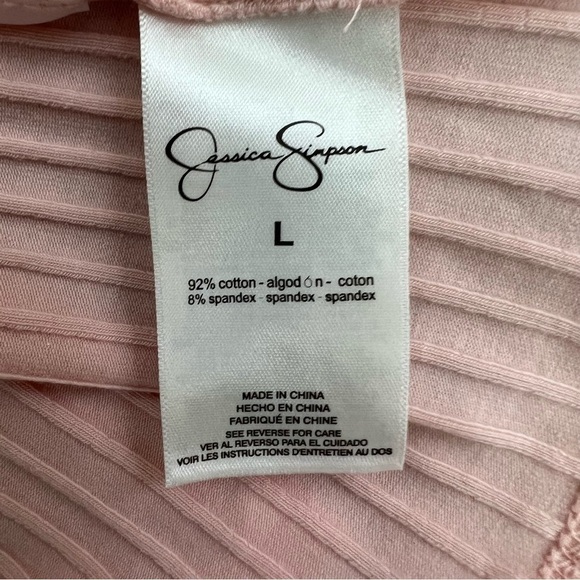 Jessica Simpson
L
92% cotton - algodón - coton
8% spandex - spandex - spandex
MADE IN CHINA
HECHO EN CHINA
FABRIQUÉ EN CHINE
SEE REVERSE FOR CARE
VER AL REVERSO PARA EL CUIDADO
VOIR LES INSTRUCTIONS D'ENTRETIEN AU DOS